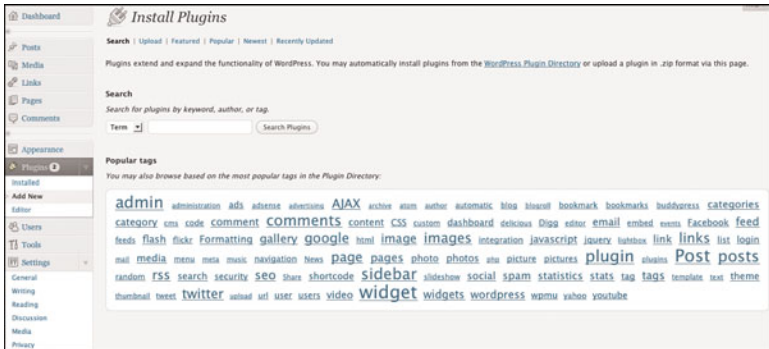 Dashboard
Posts
Media
Links
Pages
Comments
Appearance
Plugins 2
Installed
Add New
Editor
Users
Tools
Settings
General
Writing
Reading
Discussion
Media
Privacy
Install Plugins
Search | Upload | Featured | Popular | Newest | Recently Updated
Plugins extend and expand the functionality of WordPress. You may automatically install plugins from the WordPress Plugin Directory or upload a plugin in .zip format via this page.
Search
Search for plugins by keyword, author, or tag.
Term Search Plugins
Popular tags
You may also browse based on the most popular tags in the Plugin Directory:
admin administration ads adsense advertising AJAX archive atom author automatic blog blogroll bookmark bookmarks buddypress categories
category cms code comment comments content CSS custom dashboard delicious Digg editor email embed events Facebook feed
feeds flash flickr Formatting gallery google html image images integration javascript jquery lightbox link links list login
mail media menu meta music navigation News page pages photo photos php picture pictures plugin plugins Post posts
random rss search security seo Share shortcode sidebar slideshow social spam statistics stats tag tags template text theme
thumbnail tweet twitter upload url user users video widget widgets wordpress wpmu yahoo youtube